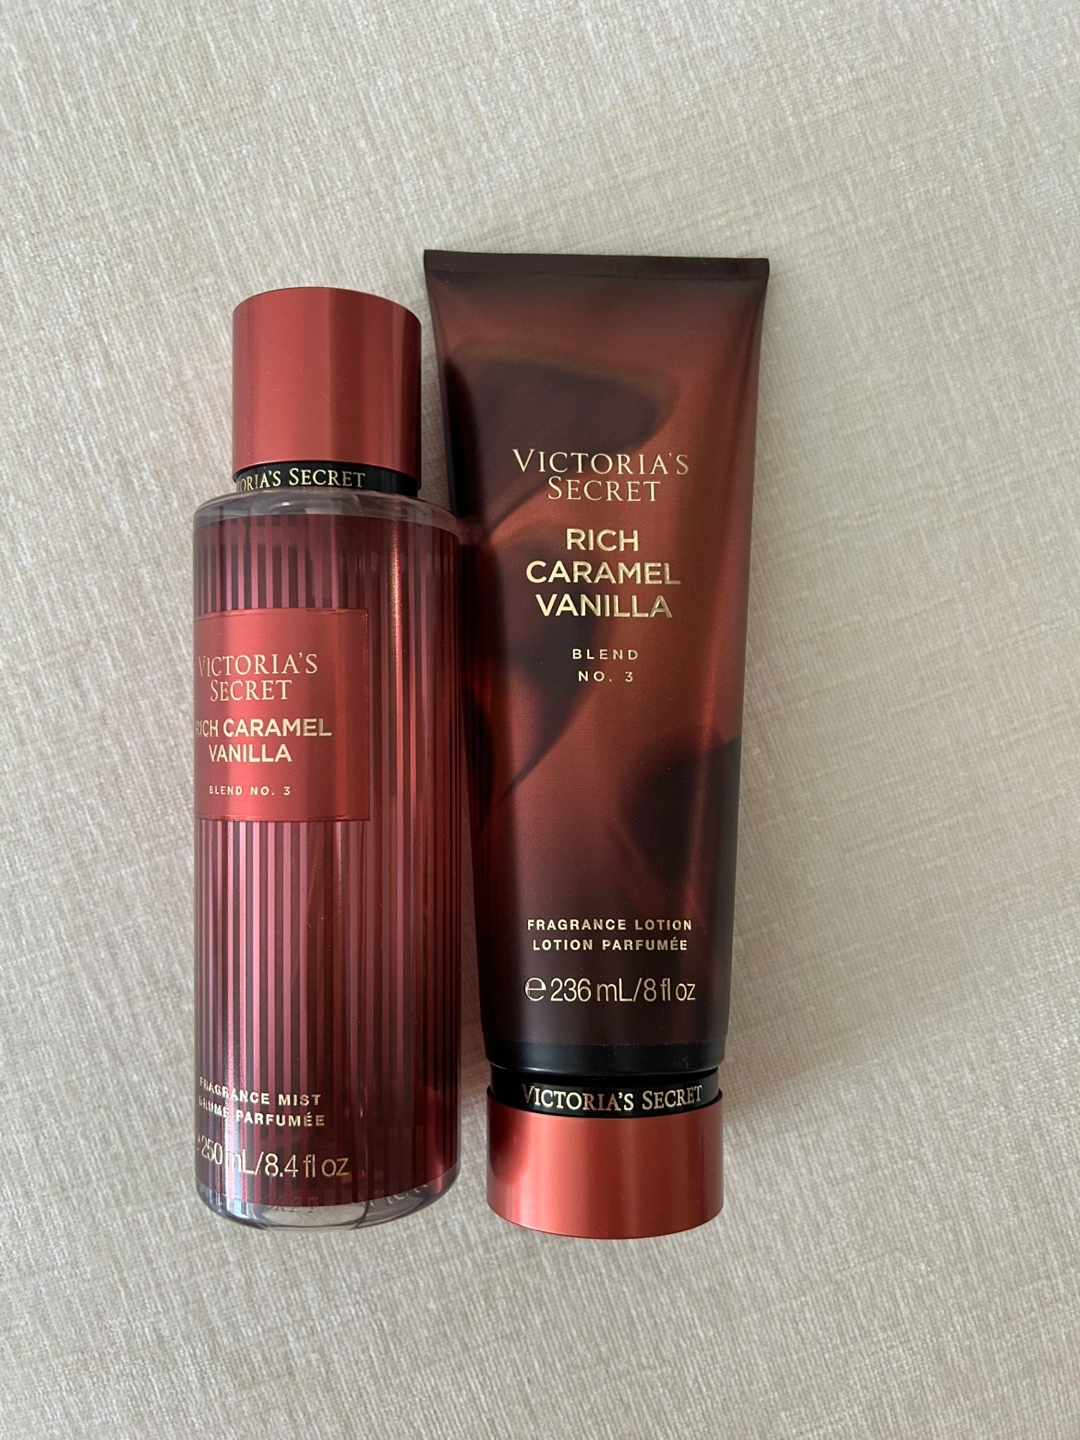 VICTORIA'S SECRET
VICTORIA'S
SECRET
RICH CARAMEL
VANILLA
BLEND NO. 3
FRAGRANCE MIST
BRUME PARFUMÉE
250 mL/8.4 fl oz
VICTORIA'S
SECRET
RICH
CARAMEL
VANILLA
BLEND
NO. 3
FRAGRANCE LOTION
LOTION PARFUMÉE
℮ 236 mL/8 fl oz
VICTORIA'S SECRET